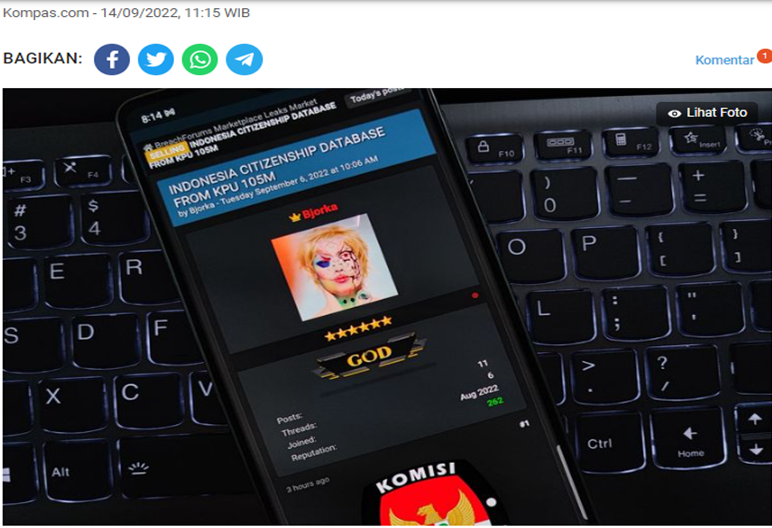 Kompas.com - 14/09/2022, 11:15 WIB
BAGIKAN:
Komentar 1
Lihat Foto
8:14
BreachForums Marketplace Leaks Market
Today's posts
SELLING INDONESIA CITIZENSHIP DATABASE
FROM KPU 105M
INDONESIA CITIZENSHIP DATABASE
FROM KPU 105M
by Bjorka - Tuesday September 6, 2022 at 10:06 AM
Bjorka
GOD
Posts: 11
Threads: 6
Joined: Aug 2022
Reputation: 262
3 hours ago
#1
KOMISI
F3
F4
F10
F11
F12
Insert
# 3
$ 4
) 0
— -
+ =
E
R
O
P
{ [
} ]
S
D
F
L
: ;
" '
X
C
V
> .
? /
Alt
Ctrl
Home